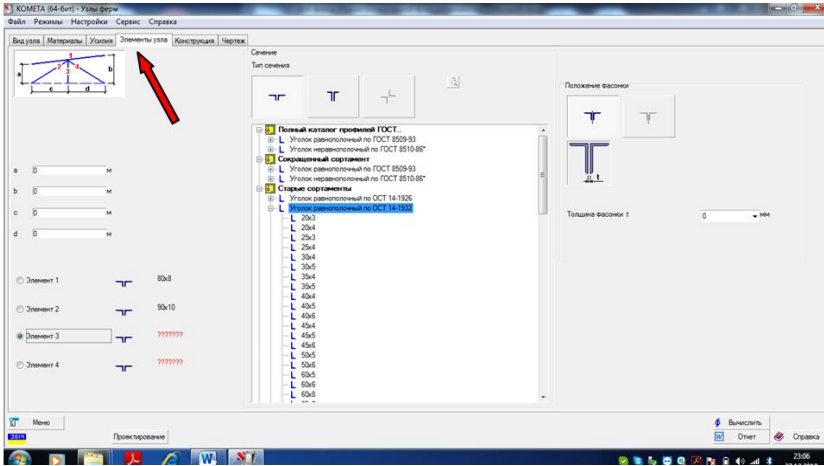 КОМЕТА (64-бит) - Узлы ферм
Файл Режимы Настройки Сервис Справка
Вид узла Материалы Усилия Элементы узла Конструкция Чертеж
Сечение
Тип сечения
1
2 3 4
a b
c d
Положение фасонки
t
Полный каталог профилей ГОСТ..
Уголок равнополочный по ГОСТ 8509-93
Уголок неравнополочный по ГОСТ 8510-86*
Сокращенный сортамент
Уголок равнополочный по ГОСТ 8509-93
Уголок неравнополочный по ГОСТ 8510-86*
Старые сортаменты
Уголок равнополочный по ОСТ 14-1926
Уголок равнополочный по ОСТ 14-1932
20x3
20x4
25x3
25x4
30x4
30x5
35x4
35x5
40x4
40x5
40x6
45x4
45x5
45x6
50x5
50x6
60x5
60x6
60x8
a 0 м
b 0 м
c 0 м
d 0 м
Толщина фасонки t 0 мм
Элемент 1 80x8
Элемент 2 90x10
Элемент 3 ???????
Элемент 4 ???????
Меню
Вычислить
2014
Проектирование
Отчет
Справка
23:06